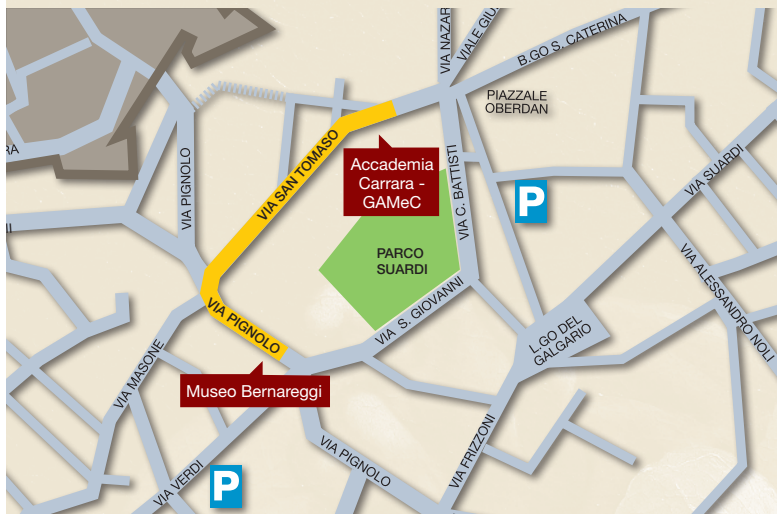 VIA NAZAR
VIALE GIU
B.GO S. CATERINA
PIAZZALE
OBERDAN
RA
VIA PIGNOLO
VIA SAN TOMASO
Accademia
Carrara -
GAMeC
VIA C. BATTISTI
P
VIA SUARDI
II
PARCO
SUARDI
VIA ALESSANDRO NOLI
VIA PIGNOLO
VIA S. GIOVANNI
L.GO DEL
GALGARIO
VIA MASONE
Museo Bernareggi
VIA PIGNOLO
VIA FRIZZONI
VIA VERDI
P